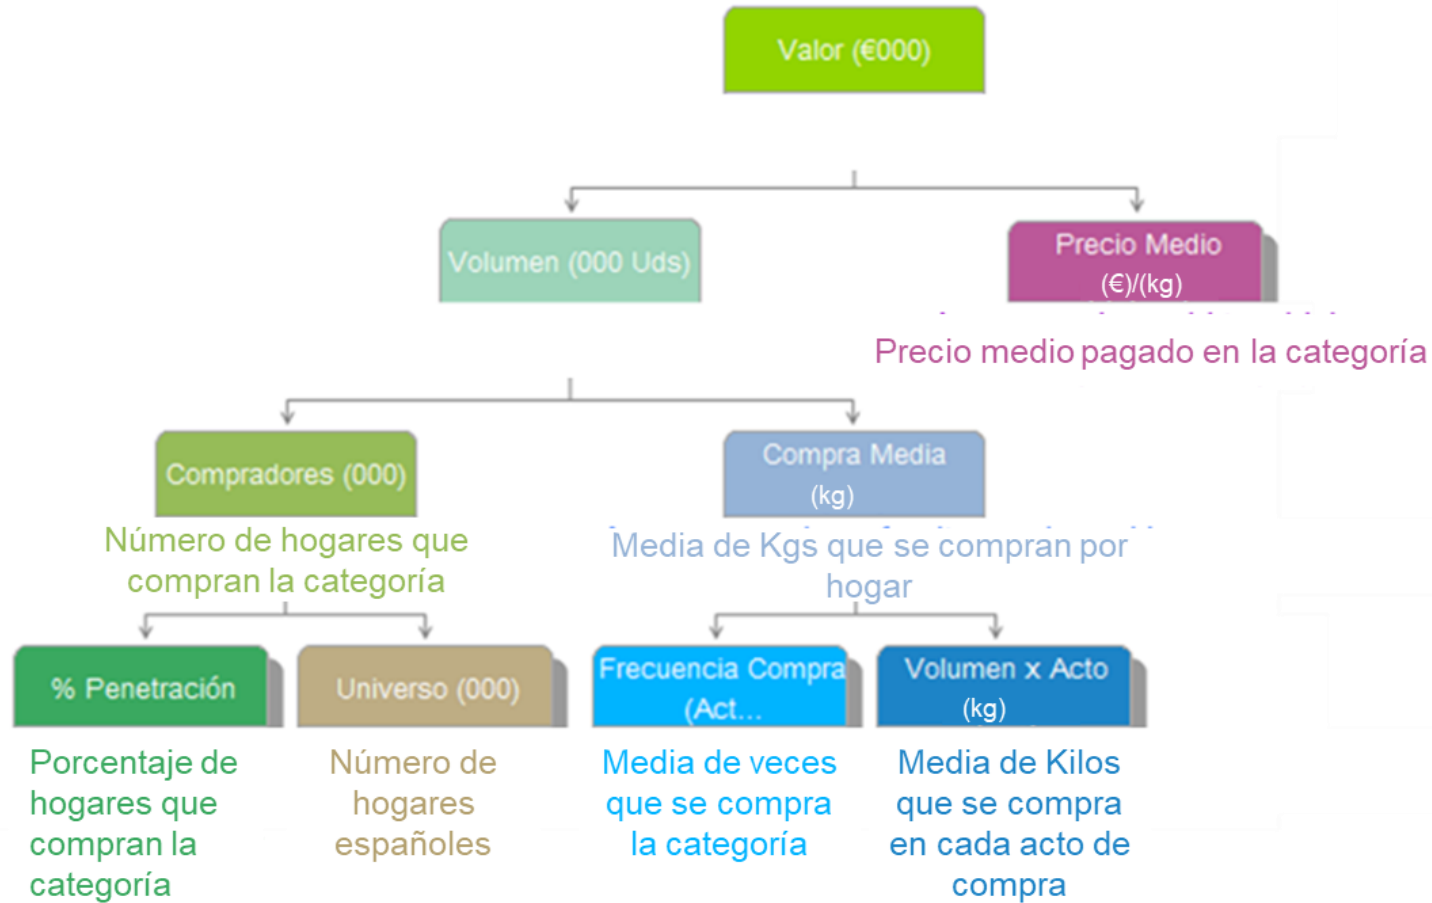 Valor (€000)
Volumen (000 Uds)
Precio Medio
(€)/(kg)
Precio medio pagado en la categoría
Compradores (000)
Compra Media
(kg)
Número de hogares que
compran la categoría
Media de Kgs que se compran por
hogar
% Penetración
Universo (000)
Frecuencia Compra
(Act...
Volumen x Acto
(kg)
Porcentaje de
hogares que
compran la
categoría
Número de
hogares
españoles
Media de veces
que se compra
la categoría
Media de Kilos
que se compra
en cada acto de
compra